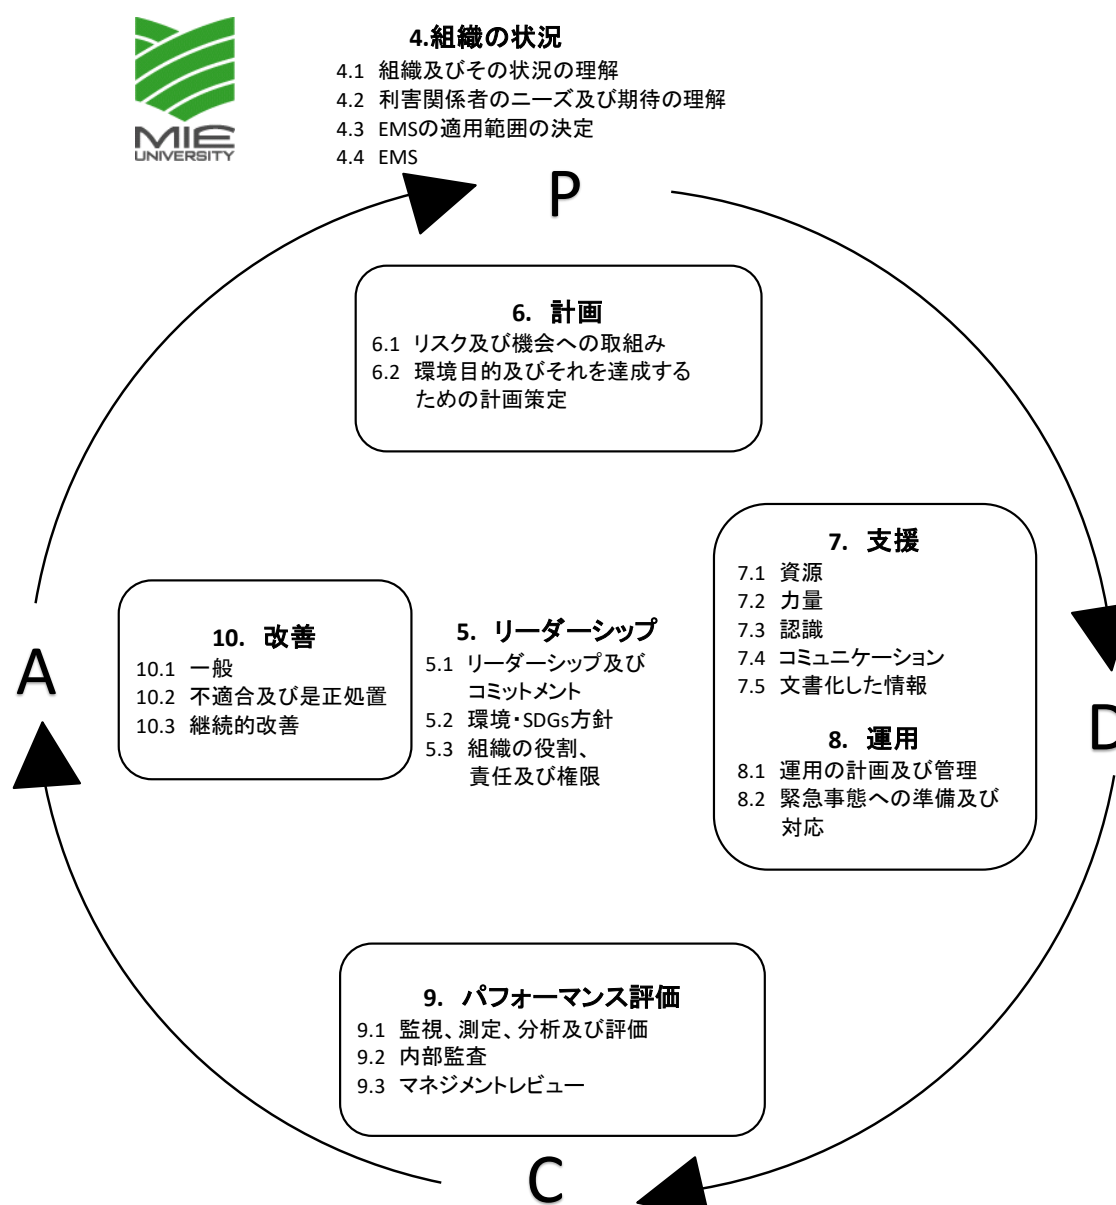 MIE
UNIVERSITY
4.組織の状況
4.1 組織及びその状況の理解
4.2 利害関係者のニーズ及び期待の理解
4.3 EMSの適用範囲の決定
4.4 EMS
P
6. 計画
6.1 リスク及び機会への取組み
6.2 環境目的及びそれを達成する
ための計画策定
7. 支援
7.1 資源
7.2 力量
7.3 認識
7.4 コミュニケーション
7.5 文書化した情報
8. 運用
8.1 運用の計画及び管理
8.2 緊急事態への準備及び
対応
D
5. リーダーシップ
5.1 リーダーシップ及び
コミットメント
5.2 環境・SDGs方針
5.3 組織の役割、
責任及び権限
10. 改善
10.1 一般
10.2 不適合及び是正処置
10.3 継続的改善
A
9. パフォーマンス評価
9.1 監視、測定、分析及び評価
9.2 内部監査
9.3 マネジメントレビュー
C